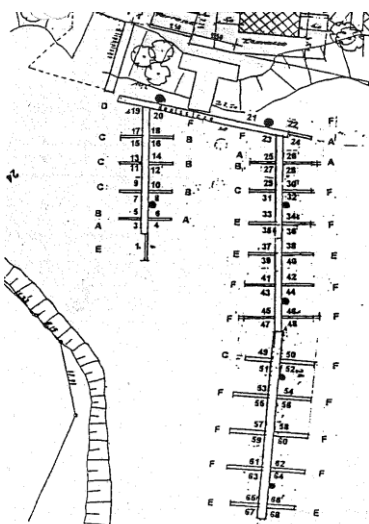 D 19 20 F 21 F 23 24 F A
C 17 18 B
15 16
A 25 26 A
C 13 14 B
B 27 28
11 12
C 9 10 B
C 29 30 F
7 8
31 32
B 5 6 A
A 3 4
E 33 34 F
35 36
E 1
E 37 38 E
39 40
F 41 42 F
43 44
F 45 46 F
47 48
C 49 50 F
51 52
F 53 54 F
55 56
F 57 58 F
59 60
F 61 62 F
63 64
E 65 66 E
67 68